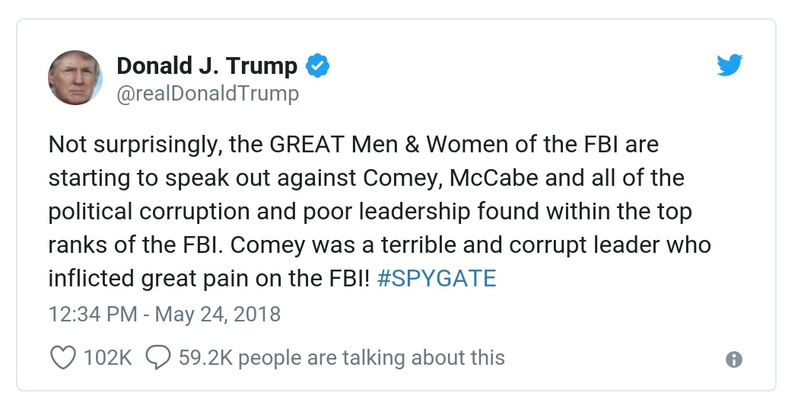 Donald J. Trump
@realDonaldTrump
Not surprisingly, the GREAT Men & Women of the FBI are
starting to speak out against Comey, McCabe and all of the
political corruption and poor leadership found within the top
ranks of the FBI. Comey was a terrible and corrupt leader who
inflicted great pain on the FBI! #SPYGATE
12:34 PM - May 24, 2018
102K 59.2K people are talking about this